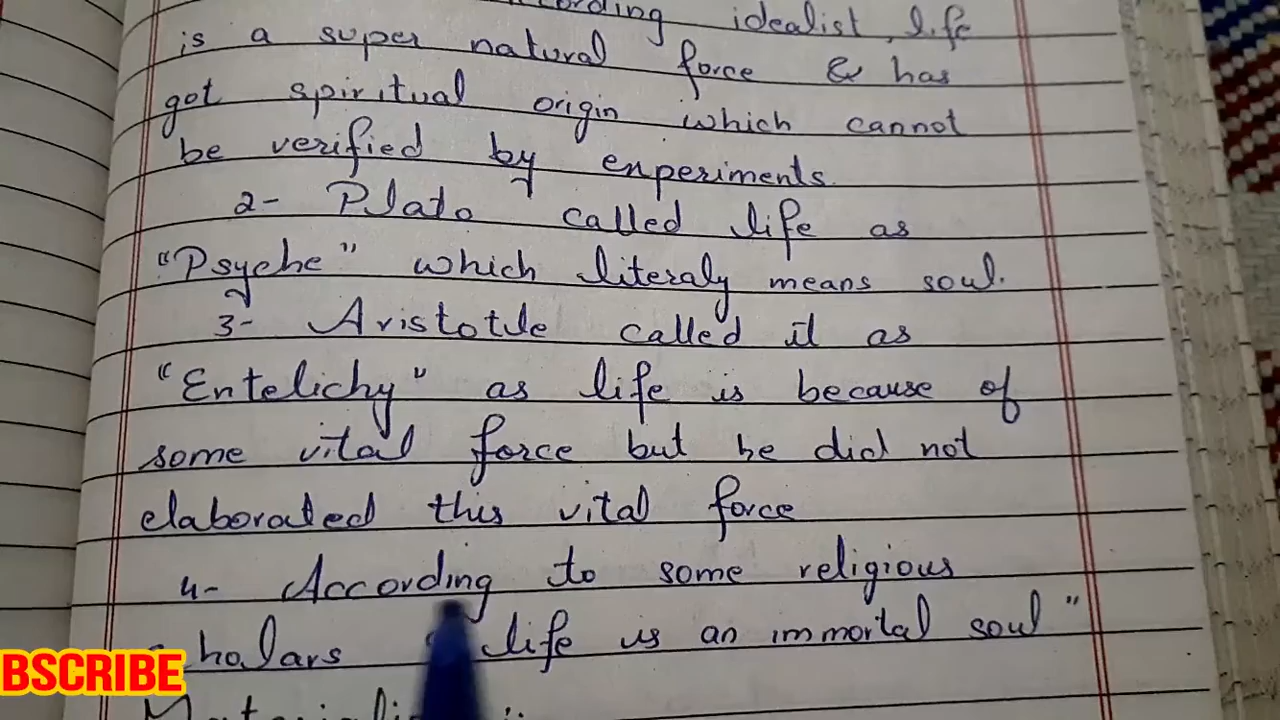 cording idealist, life
is a super natural force & has
got spiritual origin which cannot
be verified by enperiments.
2- Plato called life as
"Psyche" which literaly means soul.
3- Aristotle called it as
"Entelichy" as life is because of
some vital force but he did not
elaborated this vital force
4- According to some religious
holars life is an immortal soul"
BSCRIBE